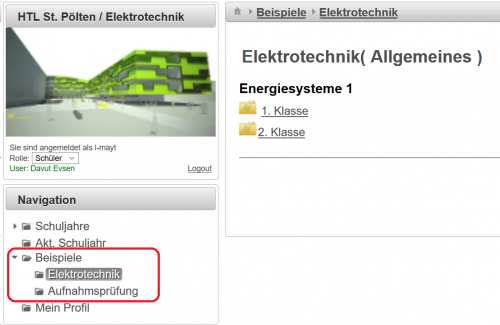 HTL St. Pölten / Elektrotechnik
Sie sind angemeldet als l-mayt
Rolle: Schüler
User: Davut Evsen
Logout
Navigation
Schuljahre
Akt. Schuljahr
Beispiele
Elektrotechnik
Aufnahmsprüfung
Mein Profil
Beispiele Elektrotechnik
Elektrotechnik( Allgemeines )
Energiesysteme 1
1. Klasse
2. Klasse